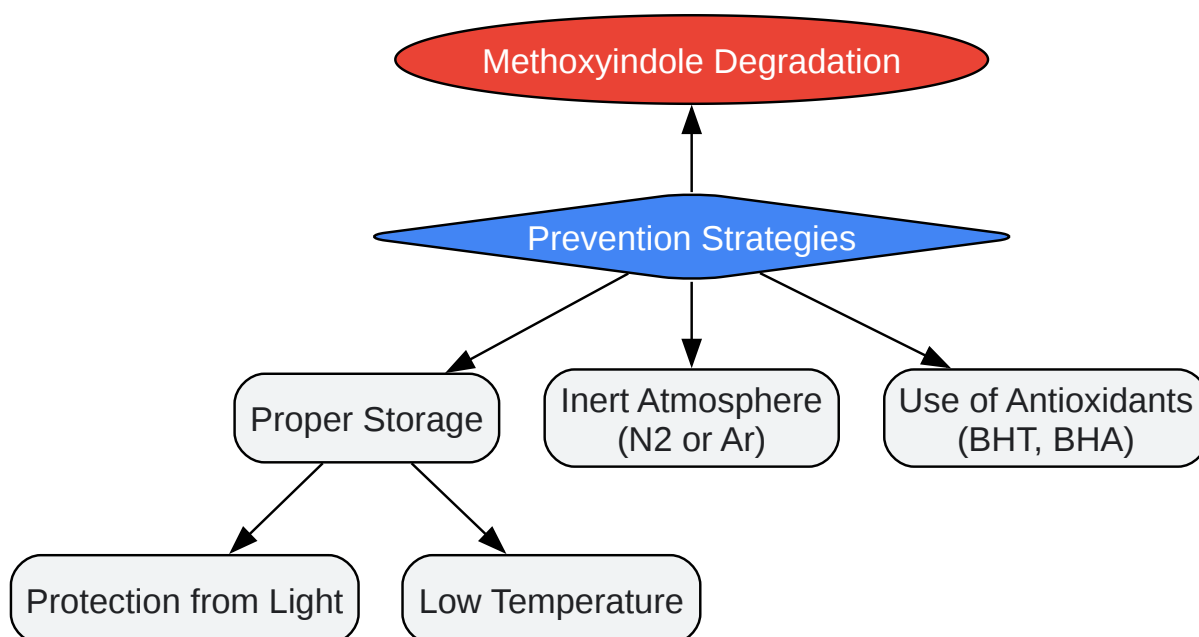 Methoxyindole Degradation
Prevention Strategies
Proper Storage
Inert Atmosphere
(N2 or Ar)
Use of Antioxidants
(BHT, BHA)
Protection from Light
Low Temperature